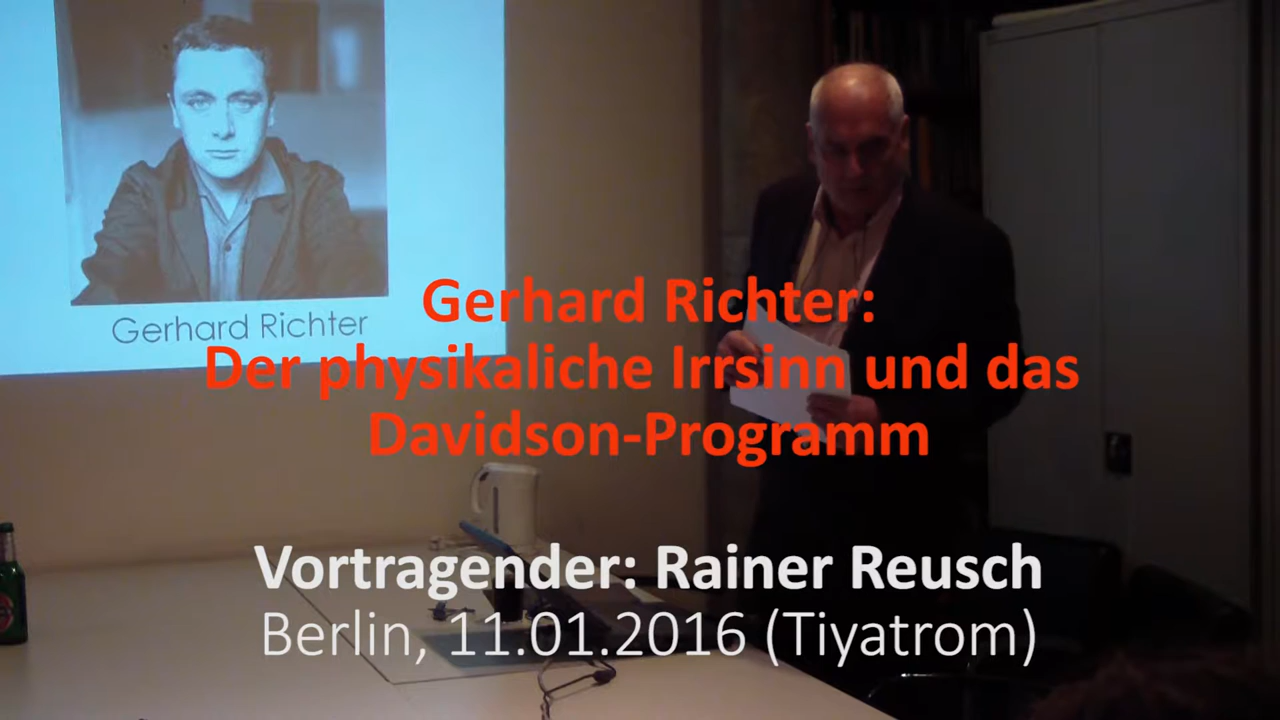 Gerhard Richter
Gerhard Richter:
Der physikaliche Irrsinn und das
Davidson-Programm
Vortragender: Rainer Reusch
Berlin, 11.01.2016 (Tiyatrom)